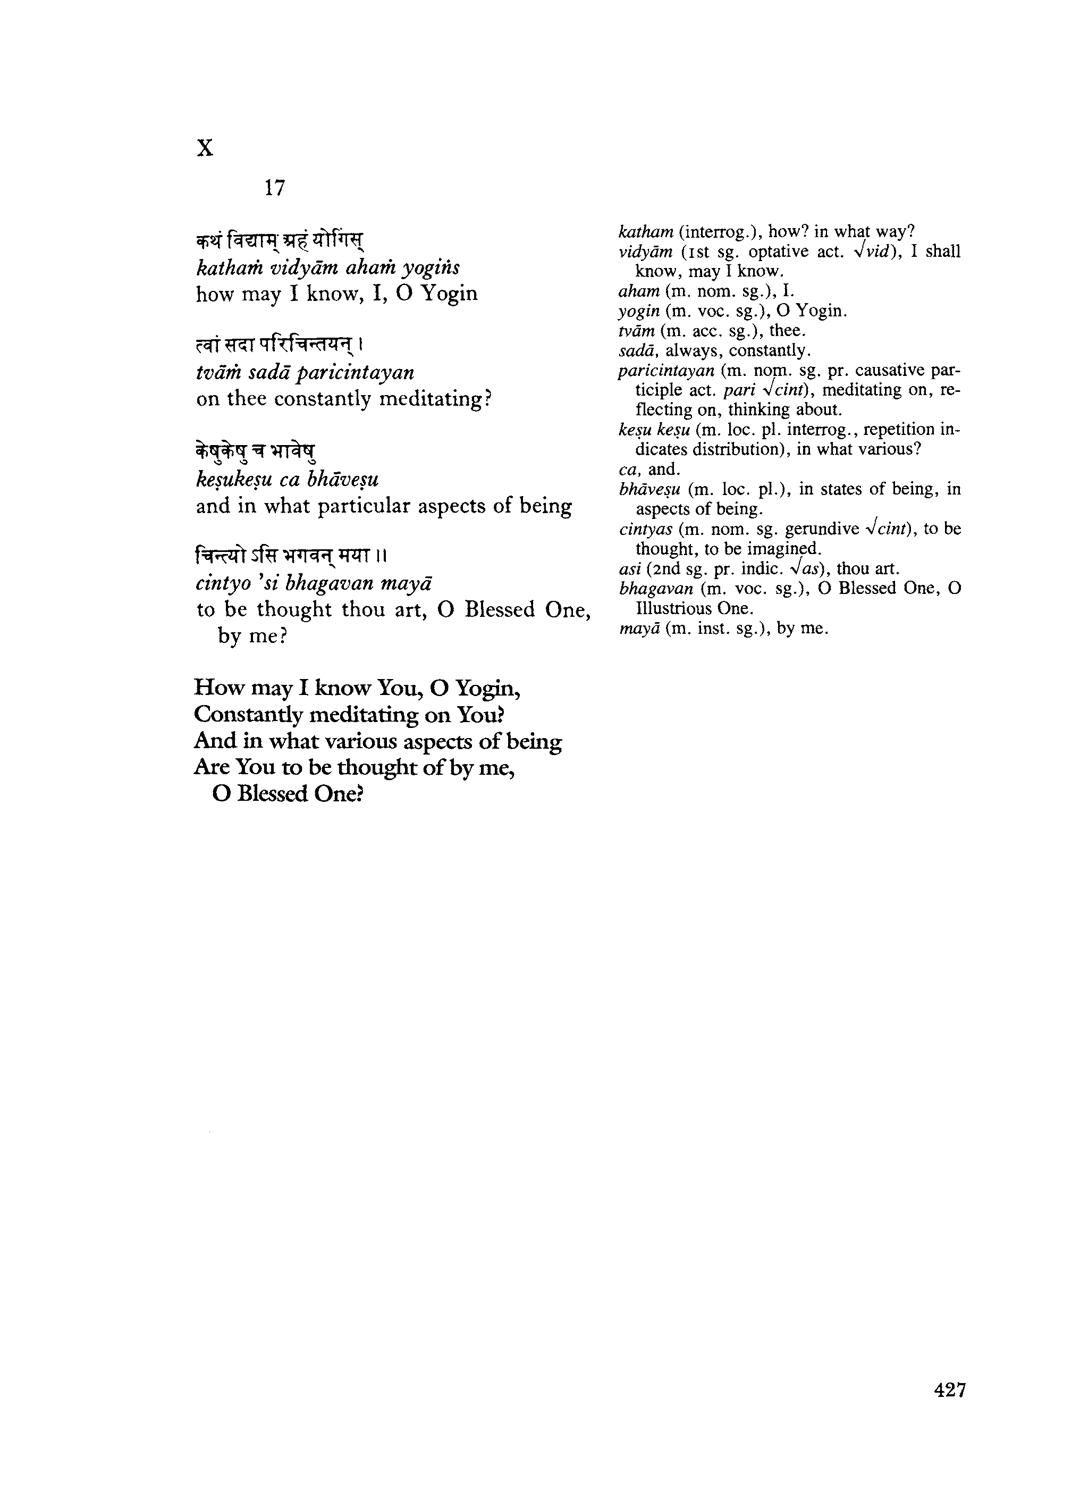 X
17
कथं विद्याम् अहं योगिंस्
kathaṁ vidyām ahaṁ yogiṅs
how may I know, I, O Yogin
त्वां सदा परिचिन्तयन् ।
tvāṁ sadā paricintayan
on thee constantly meditating?
केषुकेषु च भावेषु
keṣukeṣu ca bhāveṣu
and in what particular aspects of being
चिन्त्यो ऽसि भगवन् मया ॥
cintyo 'si bhagavan mayā
to be thought thou art, O Blessed One,
by me?
How may I know You, O Yogin,
Constantly meditating on You?
And in what various aspects of being
Are You to be thought of by me,
O Blessed One?
katham (interrog.), how? in what way?
vidyām (1st sg. optative act. √vid), I shall
know, may I know.
aham (m. nom. sg.), I.
yogin (m. voc. sg.), O Yogin.
tvām (m. acc. sg.), thee.
sadā, always, constantly.
paricintayan (m. nom. sg. pr. causative par-
ticiple act. pari √cint), meditating on, re-
flecting on, thinking about.
keṣu keṣu (m. loc. pl. interrog., repetition in-
dicates distribution), in what various?
ca, and.
bhāveṣu (m. loc. pl.), in states of being, in
aspects of being.
cintyas (m. nom. sg. gerundive √cint), to be
thought, to be imagined.
asi (2nd sg. pr. indic. √as), thou art.
bhagavan (m. voc. sg.), O Blessed One, O
Illustrious One.
mayā (m. inst. sg.), by me.
427